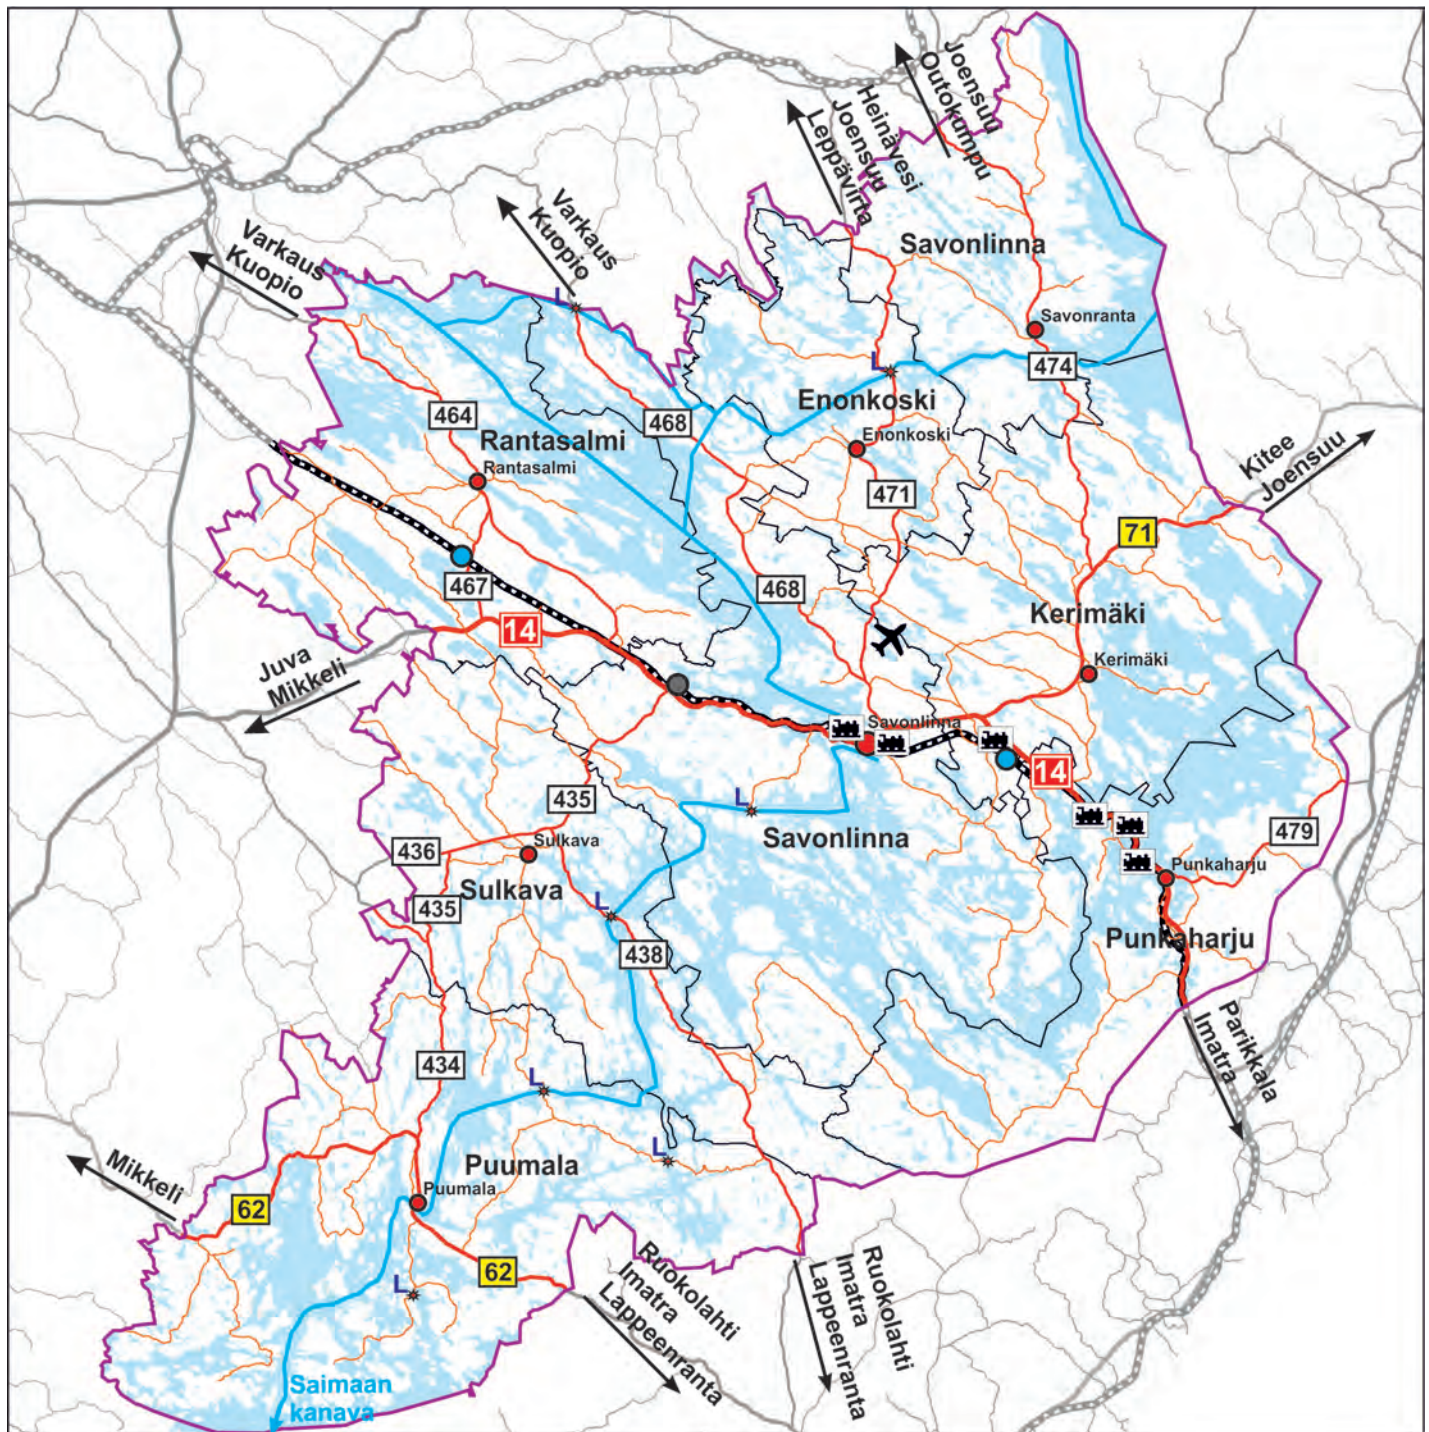 Joensuu
Outokumpu
Heinävesi
Joensuu
Leppävirta
Varkaus
Kuopio
Varkaus
Kuopio
Savonlinna
L
Savonranta
L
474
Enonkoski
464
468
Rantasalmi
Enonkoski
Kitee
Joensuu
Rantasalmi
471
71
467
468
Kerimäki
14
Juva
Mikkeli
Kerimäki
Savonlinna
14
435
L
Savonlinna
479
436
Sulkava
Punkaharju
Sulkava
435
L
Punkaharju
438
Parikkala
Imatra
434
L
L
Mikkeli
Puumala
Puumala
62
62
L
Ruokolahti
Imatra
Lappeenranta
Ruokolahti
Imatra
Lappeenranta
Saimaan
kanava